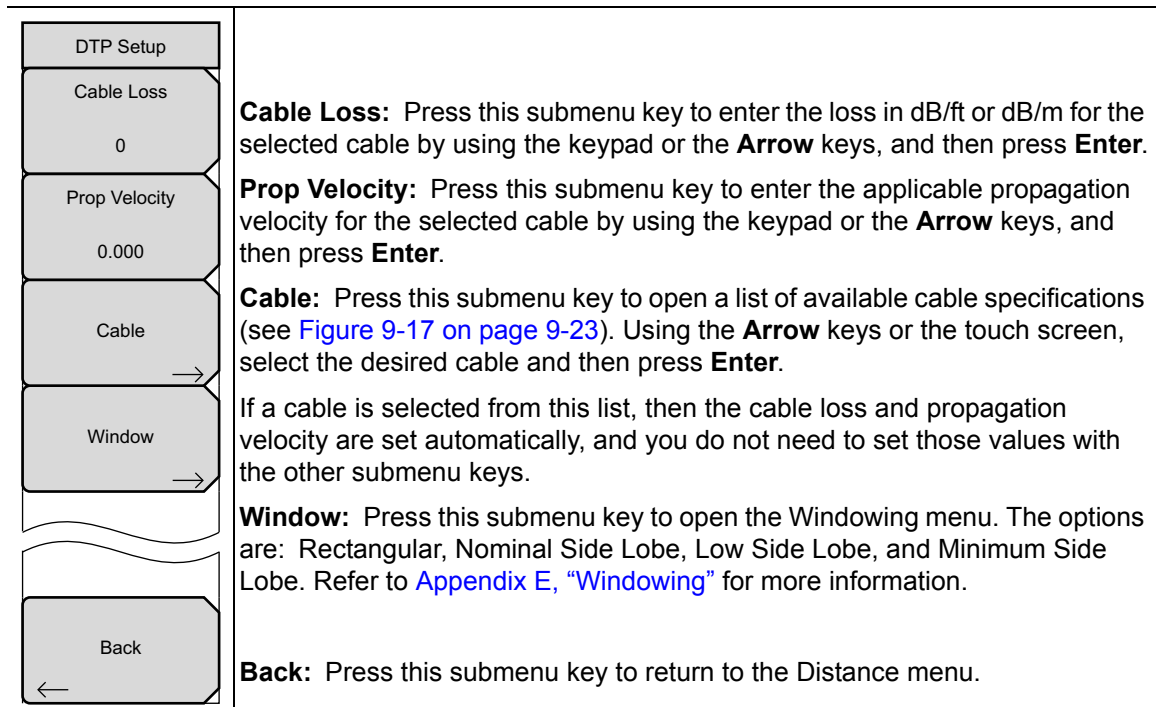 DTP Setup
Cable Loss
0
Prop Velocity
0.000
Cable
Window
Back
Cable Loss: Press this submenu key to enter the loss in dB/ft or dB/m for the
selected cable by using the keypad or the Arrow keys, and then press Enter.
Prop Velocity: Press this submenu key to enter the applicable propagation
velocity for the selected cable by using the keypad or the Arrow keys, and
then press Enter.
Cable: Press this submenu key to open a list of available cable specifications
(see Figure 9-17 on page 9-23). Using the Arrow keys or the touch screen,
select the desired cable and then press Enter.
If a cable is selected from this list, then the cable loss and propagation
velocity are set automatically, and you do not need to set those values with
the other submenu keys.
Window: Press this submenu key to open the Windowing menu. The options
are: Rectangular, Nominal Side Lobe, Low Side Lobe, and Minimum Side
Lobe. Refer to Appendix E, “Windowing” for more information.
Back: Press this submenu key to return to the Distance menu.